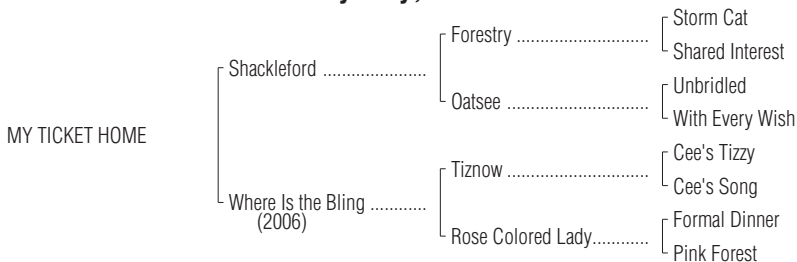 Forestry ............................ Storm Cat
Shared Interest
Shackleford ......................
Oatsee .............................. Unbridled
With Every Wish
MY TICKET HOME
Tiznow .............................. Cee's Tizzy
Cee's Song
Where Is the Bling ............
(2006)
Rose Colored Lady............ Formal Dinner
Pink Forest